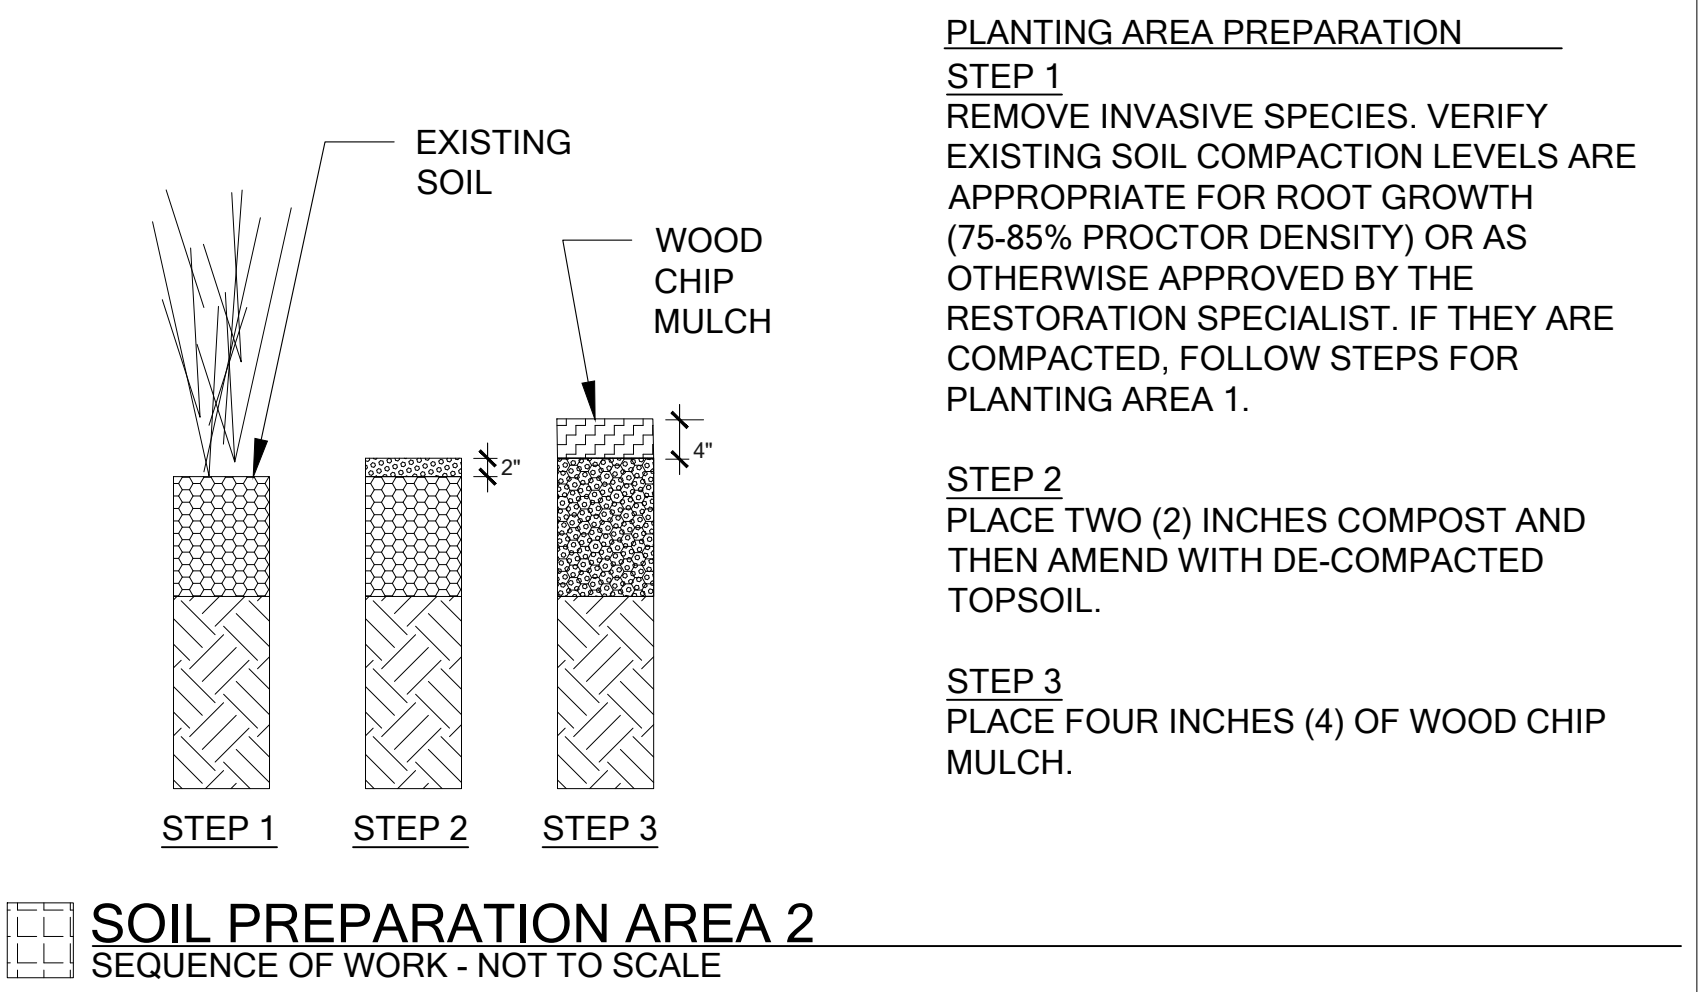 EXISTING
SOIL
WOOD
CHIP
MULCH
2"
4"
STEP 1
STEP 2
STEP 3
PLANTING AREA PREPARATION
STEP 1
REMOVE INVASIVE SPECIES. VERIFY
EXISTING SOIL COMPACTION LEVELS ARE
APPROPRIATE FOR ROOT GROWTH
(75-85% PROCTOR DENSITY) OR AS
OTHERWISE APPROVED BY THE
RESTORATION SPECIALIST. IF THEY ARE
COMPACTED, FOLLOW STEPS FOR
PLANTING AREA 1.
STEP 2
PLACE TWO (2) INCHES COMPOST AND
THEN AMEND WITH DE-COMPACTED
TOPSOIL.
STEP 3
PLACE FOUR INCHES (4) OF WOOD CHIP
MULCH.
SOIL PREPARATION AREA 2
SEQUENCE OF WORK - NOT TO SCALE